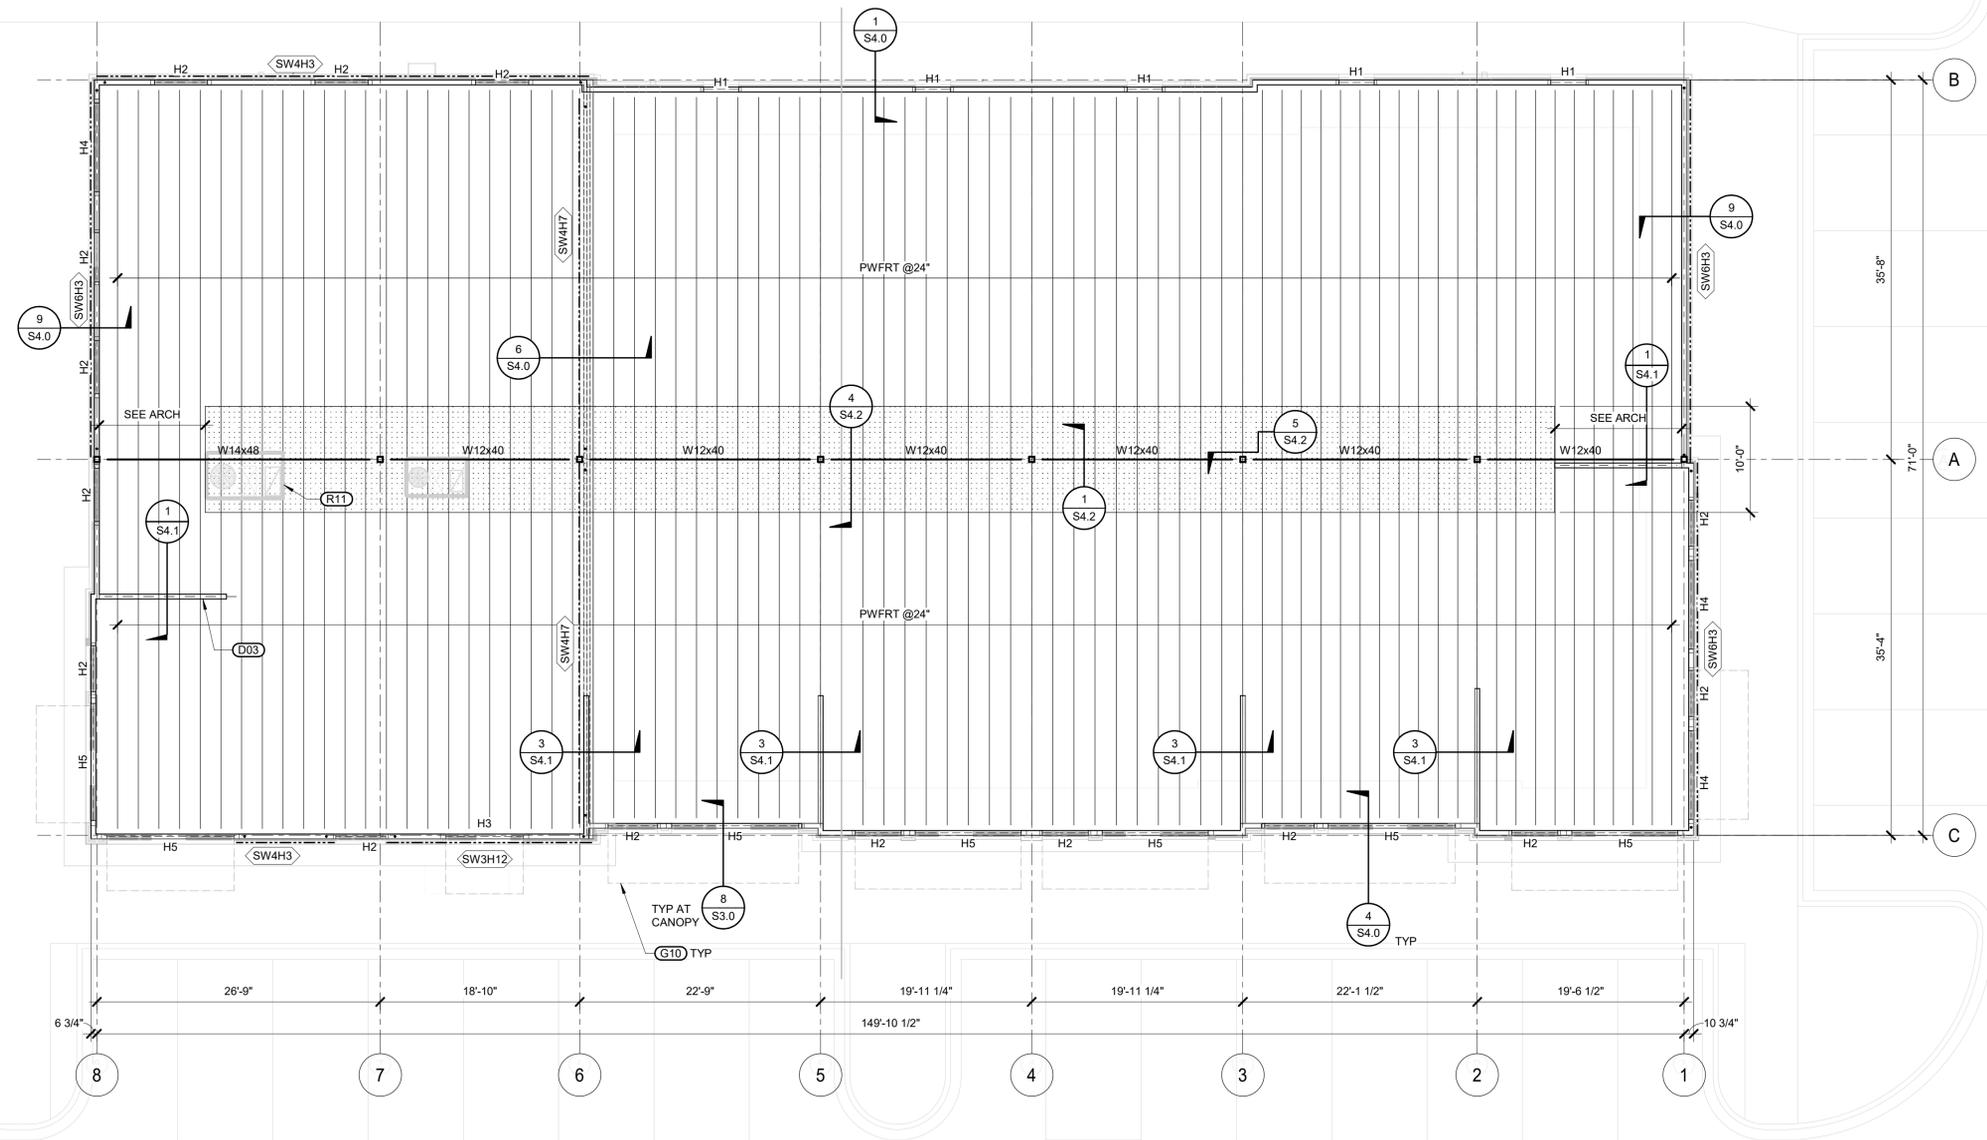 1
S4.0
H2
SW4H3
H2
H2
H1
H1
H1
H1
H1
B
H4
SW4H7
9
S4.0
H2
SW6H3
SW6H3
35'-8"
PWFRT @24"
9
S4.0
6
S4.0
H2
1
S4.1
4
S4.2
SEE ARCH
5
S4.2
SEE ARCH
W14x48
W12x40
W12x40
W12x40
W12x40
W12x40
W12x40
10'-0"
71'-0"
A
H2
R11
1
S4.2
1
S4.1
H2
PWFRT @24"
H4
SW4H7
D03
H2
SW6H3
35'-4"
H2
3
S4.1
3
S4.1
3
S4.1
3
S4.1
H5
H4
H3
H5
SW4H3
H2
SW3H12
H2
H5
H2
H5
H2
H5
H2
H5
H2
H5
C
TYP AT
CANOPY
8
S3.0
4
S4.0
TYP
G10 TYP
26'-9"
18'-10"
22'-9"
19'-11 1/4"
19'-11 1/4"
22'-1 1/2"
19'-6 1/2"
6 3/4"
149'-10 1/2"
10 3/4"
8
7
6
5
4
3
2
1